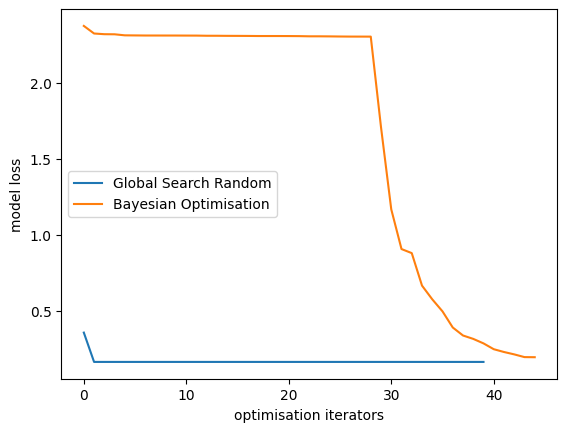 2.0
1.5
1.0
0.5
model loss
Global Search Random
Bayesian Optimisation
0 10 20 30 40
optimisation iterators